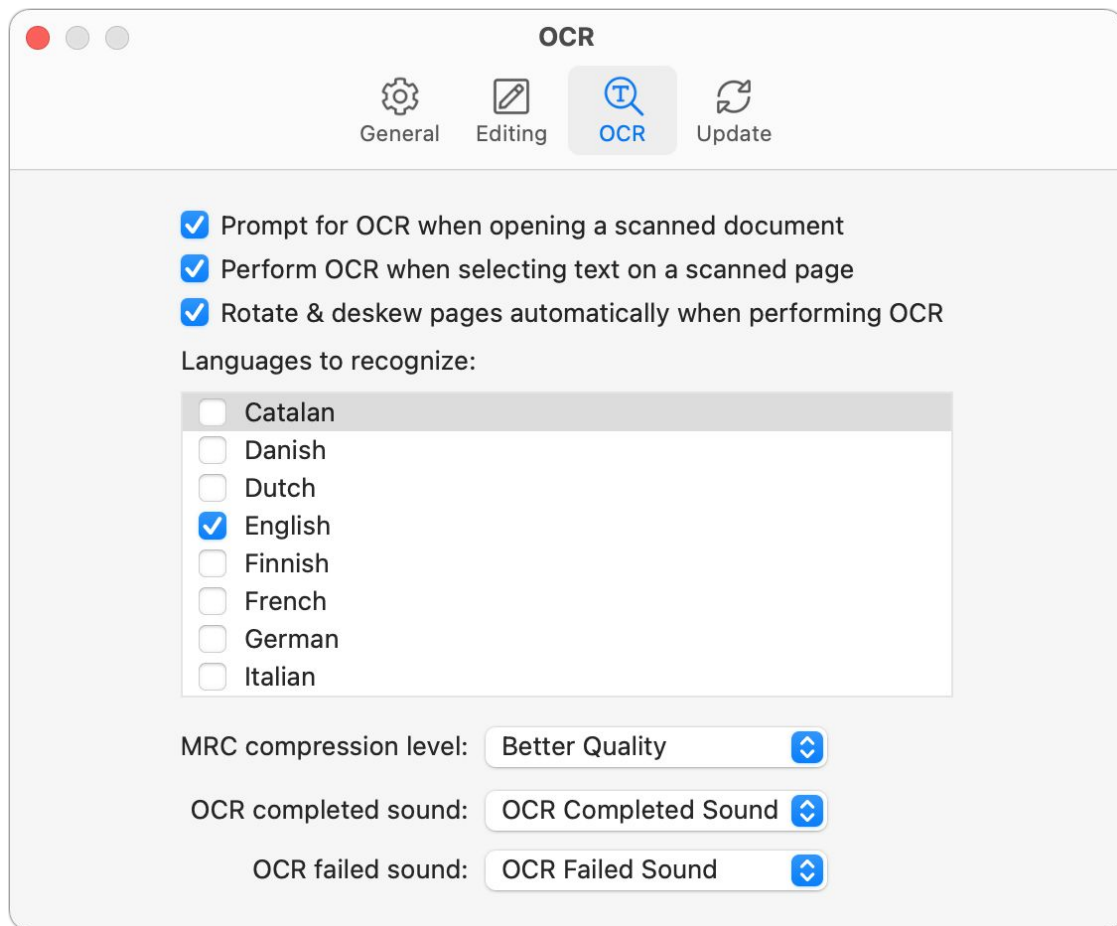 OCR
General Editing OCR Update
Prompt for OCR when opening a scanned document
Perform OCR when selecting text on a scanned page
Rotate & deskew pages automatically when performing OCR
Languages to recognize:
Catalan
Danish
Dutch
English
Finnish
French
German
Italian
MRC compression level: Better Quality
OCR completed sound: OCR Completed Sound
OCR failed sound: OCR Failed Sound